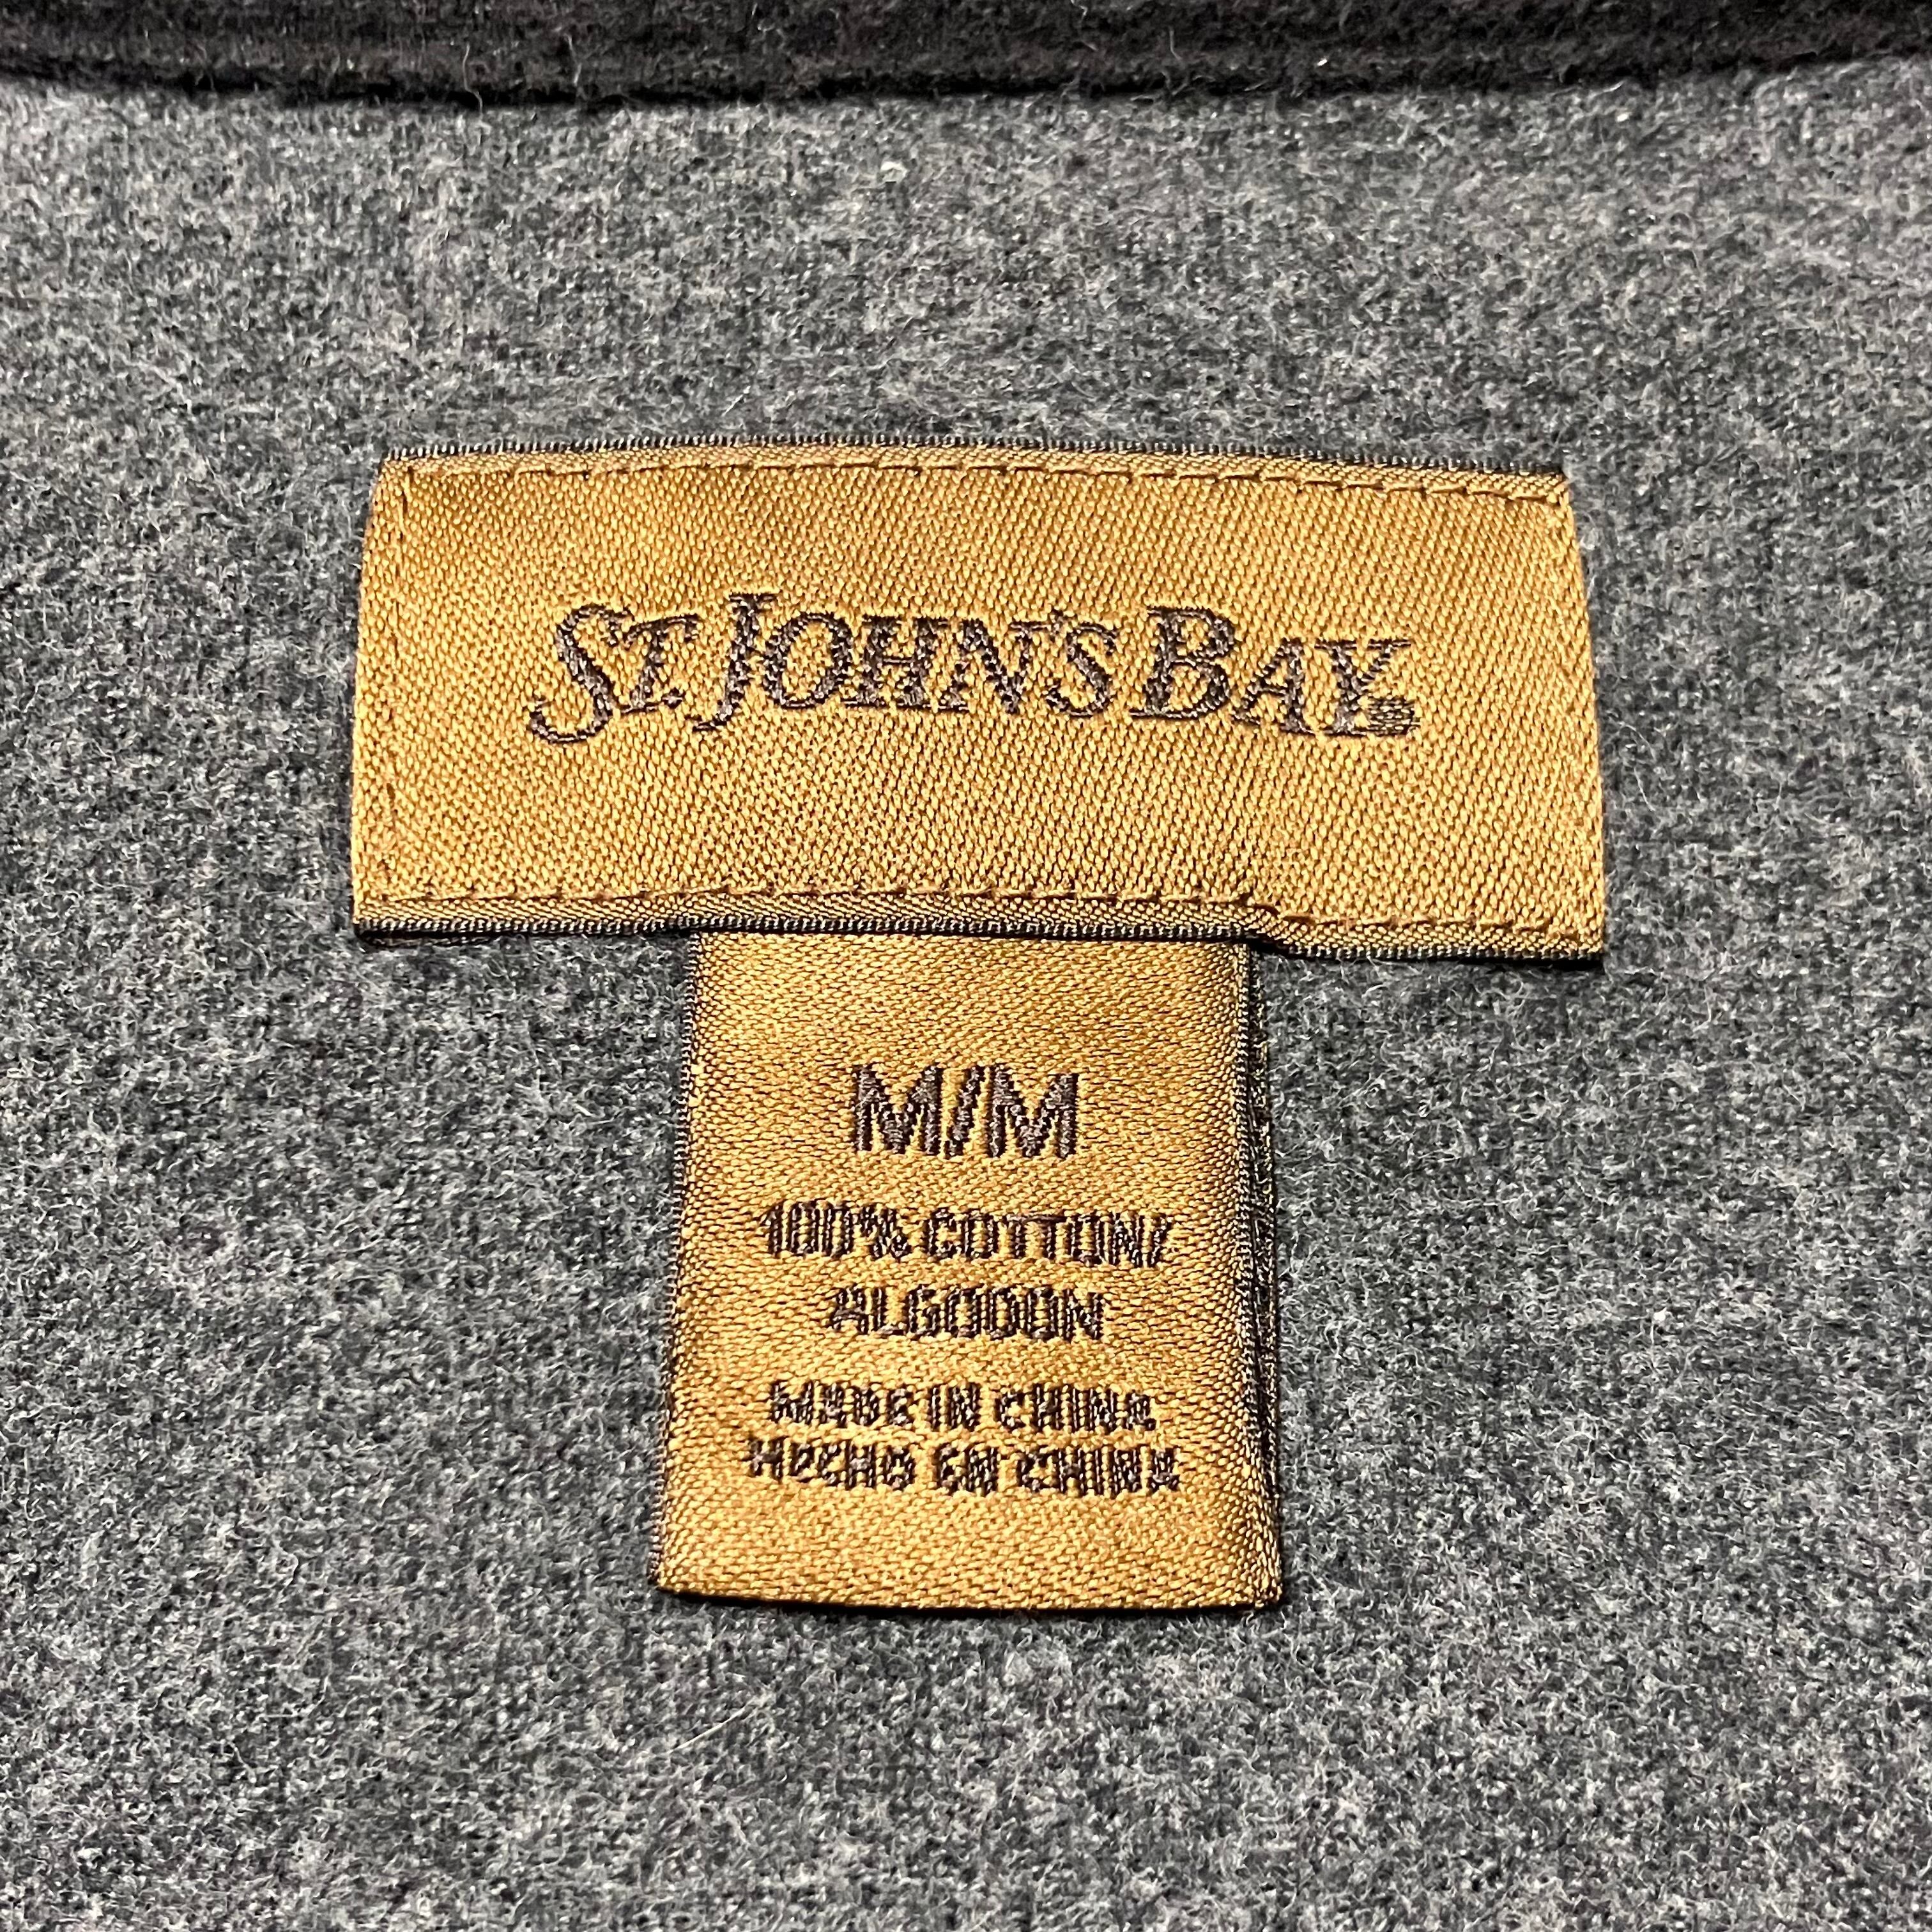 ST. JOHN'S BAY
M/M
100% COTTON/
ALGODON
MADE IN CHINA
HECHO EN CHINA